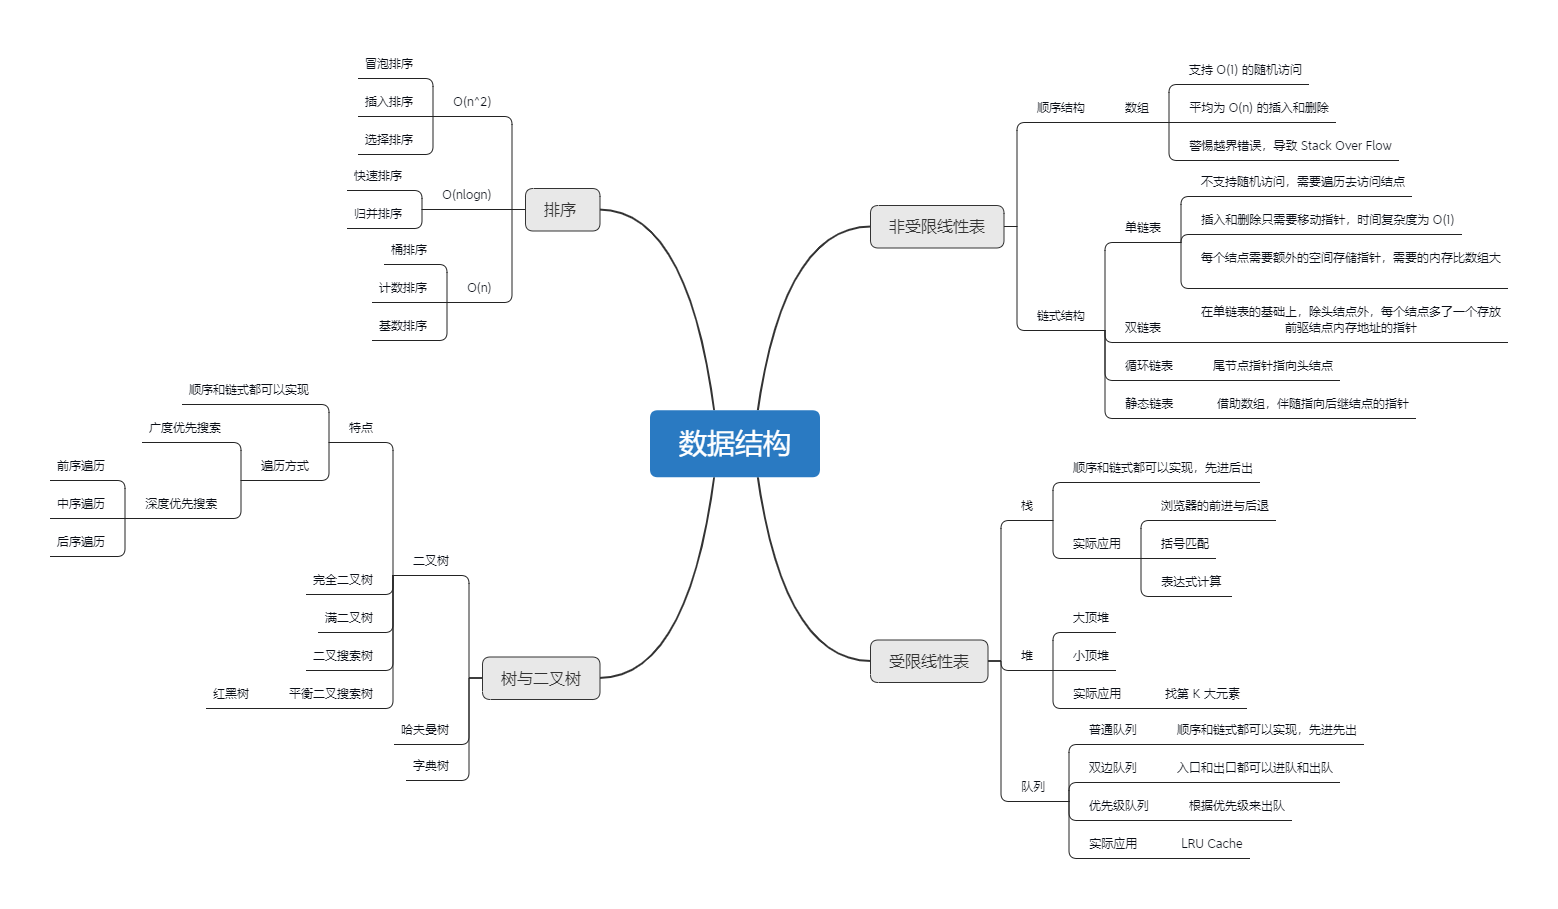 数据结构
非受限线性表
顺序结构
数组
支持 O(1) 的随机访问
平均为 O(n) 的插入和删除
警惕越界错误，导致 Stack Over Flow
链式结构
单链表
不支持随机访问，需要遍历去访问结点
插入和删除只需要移动指针，时间复杂度为 O(1)
每个结点需要额外的空间存储指针，需要的内存比数组大
双链表
在单链表的基础上，除头结点外，每个结点多了一个存放
前驱结点内存地址的指针
循环链表
尾节点指针指向头结点
静态链表
借助数组，伴随指向后继结点的指针
受限线性表
栈
顺序和链式都可以实现，先进后出
实际应用
浏览器的前进与后退
括号匹配
表达式计算
堆
大顶堆
小顶堆
实际应用
找第 K 大元素
队列
普通队列
顺序和链式都可以实现，先进先出
双边队列
入口和出口都可以进队和出队
优先级队列
根据优先级来出队
实际应用
LRU Cache
排序
O(n^2)
冒泡排序
插入排序
选择排序
O(nlogn)
快速排序
归并排序
O(n)
桶排序
计数排序
基数排序
树与二叉树
二叉树
特点
顺序和链式都可以实现
遍历方式
广度优先搜索
深度优先搜索
前序遍历
中序遍历
后序遍历
完全二叉树
满二叉树
二叉搜索树
平衡二叉搜索树
红黑树
哈夫曼树
字典树